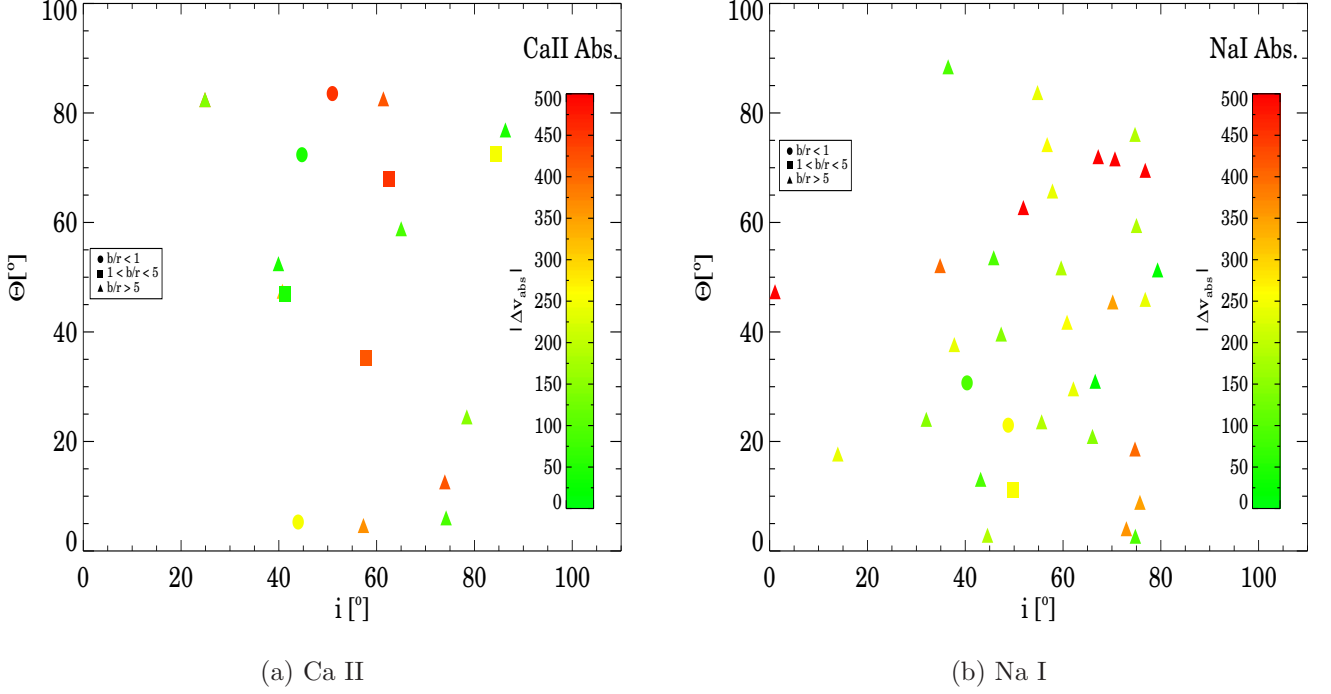 100
80
60
40
20
0
Θ[º]
0 20 40 60 80 100
i [º]
CaII Abs.
500
450
400
350
300
250
200
150
100
50
0
| Δv_abs |
b/r < 1
1 < b/r < 5
b/r > 5
(a) Ca II
100
80
60
40
20
0
Θ[º]
0 20 40 60 80 100
i [º]
NaI Abs.
500
450
400
350
300
250
200
150
100
50
0
| Δv_abs |
b/r < 1
1 < b/r < 5
b/r > 5
(b) Na I